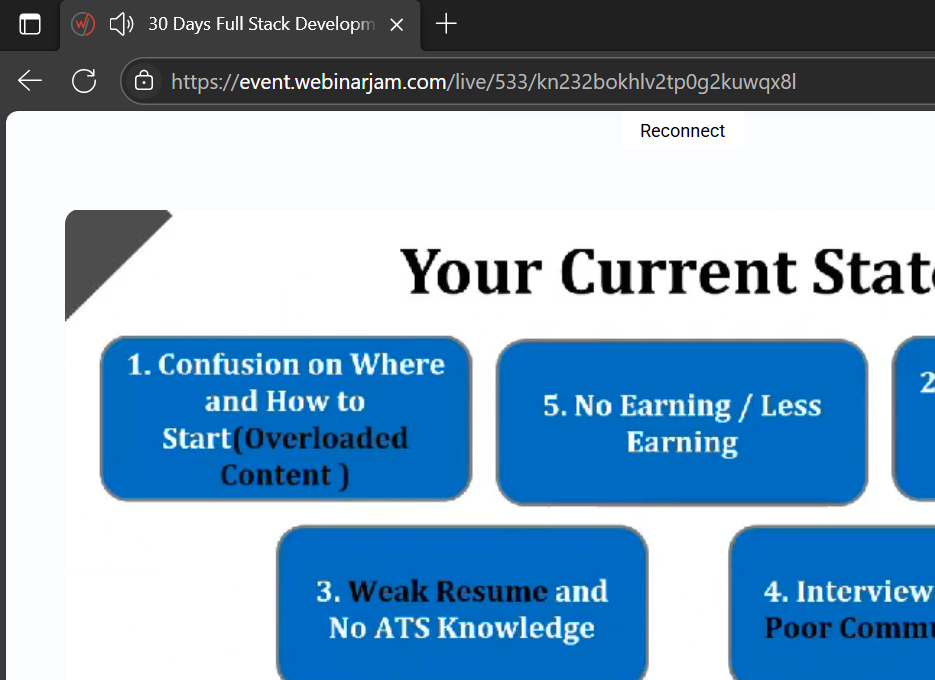 30 Days Full Stack Developm
https://event.webinarjam.com/live/533/kn232bokhlv2tp0g2kuwqx8l
Reconnect
Your Current Stat
1. Confusion on Where
and How to
Start(Overloaded
Content )
5. No Earning / Less
Earning
2
3. Weak Resume and
No ATS Knowledge
4. Interview
Poor Commu